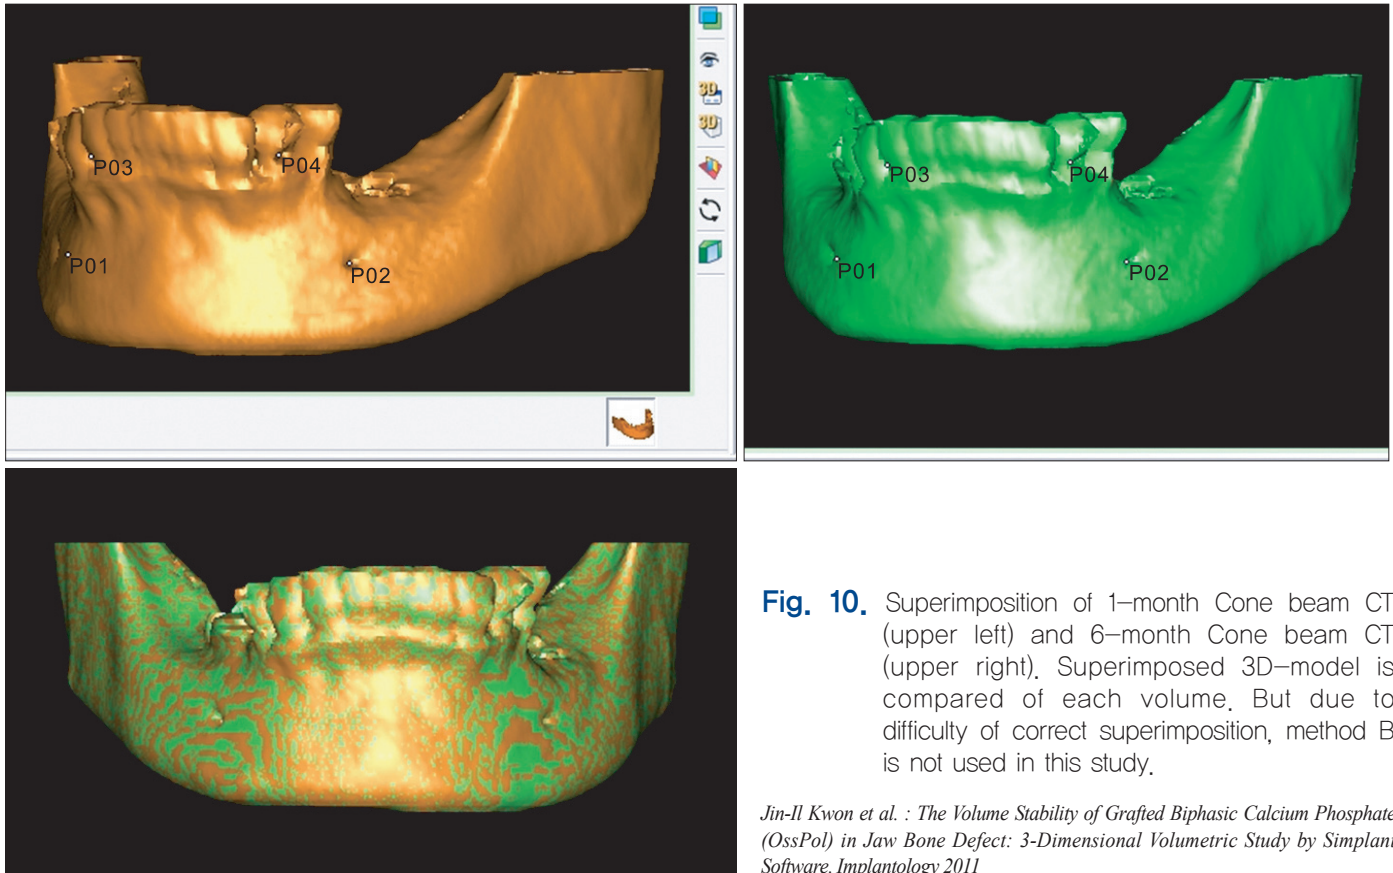 3D
3D
P03
P04
P01
P02
P03
P04
P01
P02
Fig. 10. Superimposition of 1–month Cone beam CT
(upper left) and 6–month Cone beam CT
(upper right). Superimposed 3D–model is
compared of each volume. But due to
difficulty of correct superimposition, method B
is not used in this study.
Jin-Il Kwon et al. : The Volume Stability of Grafted Biphasic Calcium Phosphate
(OssPol) in Jaw Bone Defect: 3-Dimensional Volumetric Study by Simplant
Software. Implantology 2011